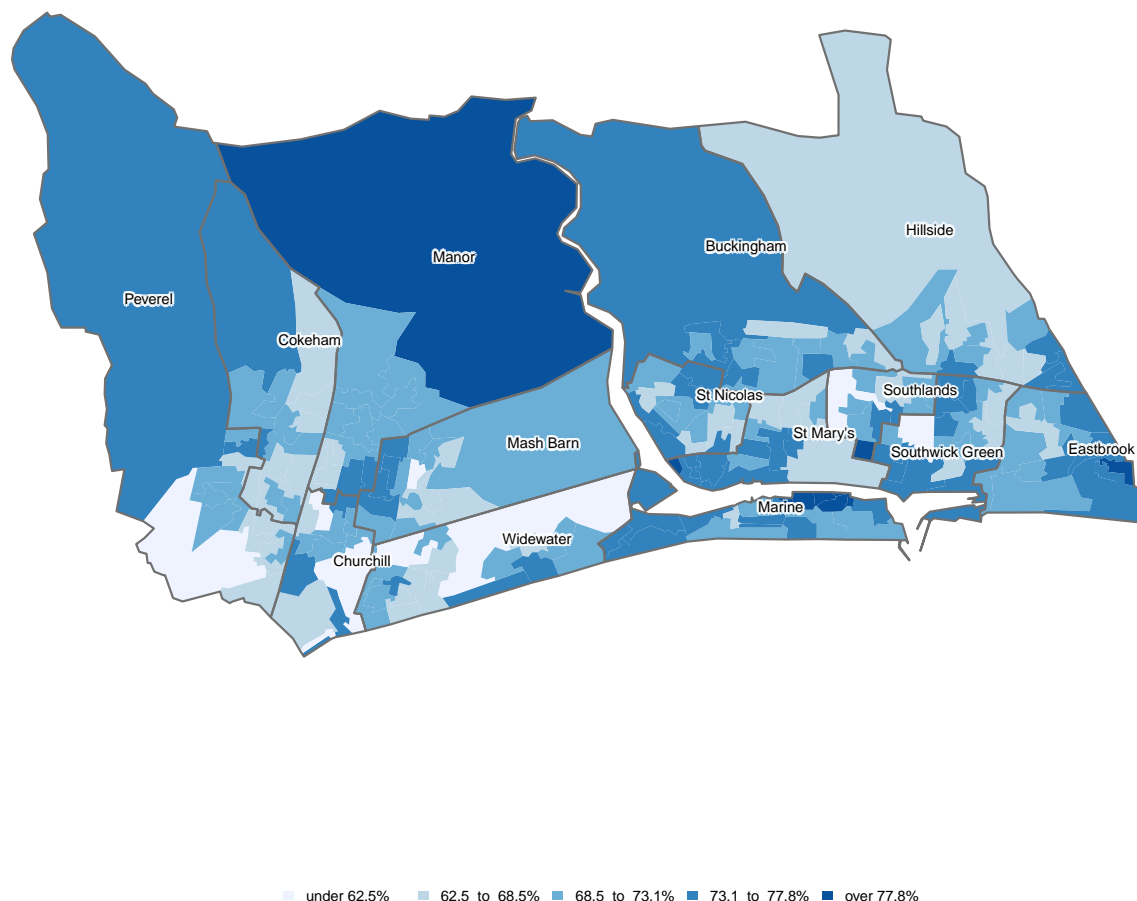 Hillside
Buckingham
Manor
Peverel
Cokeham
Southlands
St Nicolas
St Mary's
Mash Barn
Southwick Green
Eastbrook
Marine
Widewater
Churchill
under 62.5% 62.5 to 68.5% 68.5 to 73.1% 73.1 to 77.8% over 77.8%